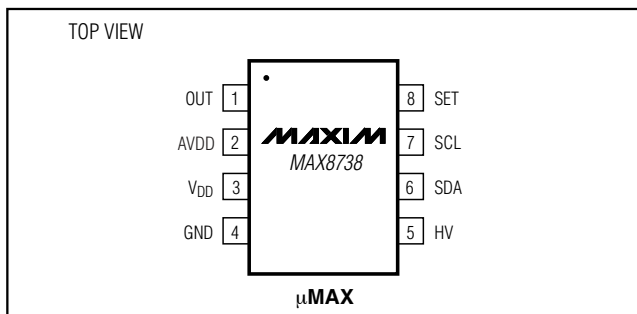 TOP VIEW
OUT 1
AVDD 2
VDD 3
GND 4
MAXIM
MAX8738
8 SET
7 SCL
6 SDA
5 HV
µMAX